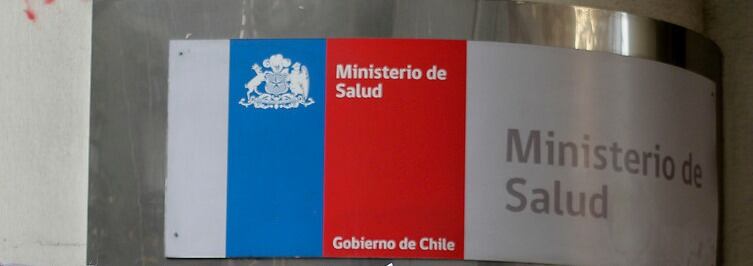 Ministerio de
Salud
Gobierno de Chile
Ministerio de
Salud